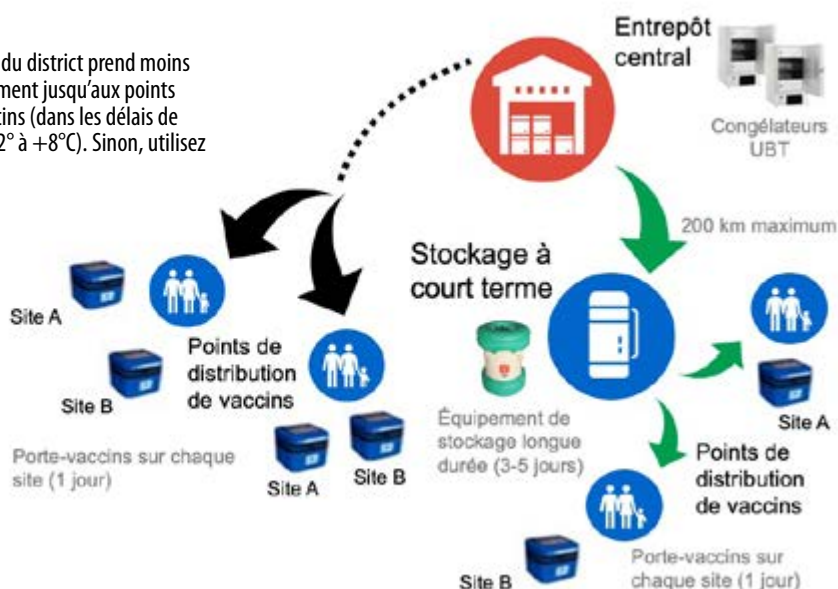 du district prend moins
ment jusqu'aux points
tins (dans les délais de
2° à +8°C). Sinon, utilisez
Entrepôt
central
Congélateurs
UBT
200 km maximum
Stockage à
court terme
Équipement de
stockage longue
durée (3-5 jours)
Site A
Site B
Points de
distribution
de vaccins
Porte-vaccins sur chaque
site (1 jour)
Site A
Site B
Site A
Points de
distribution
de vaccins
Porte-vaccins sur
chaque site (1 jour)
Site B